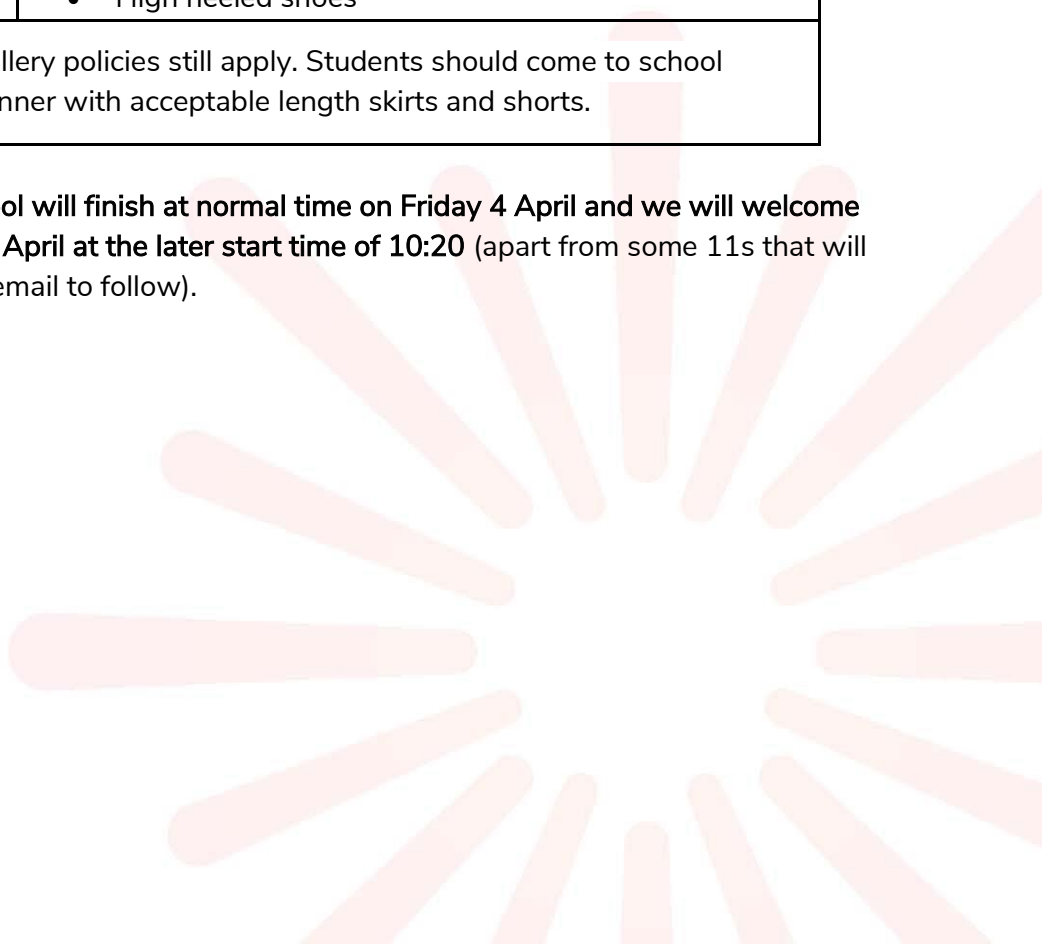 • High heeled shoes
llery policies still apply. Students should come to school
nner with acceptable length skirts and shorts.
ol will finish at normal time on Friday 4 April and we will welcome
April at the later start time of 10:20 (apart from some 11s that will
email to follow).